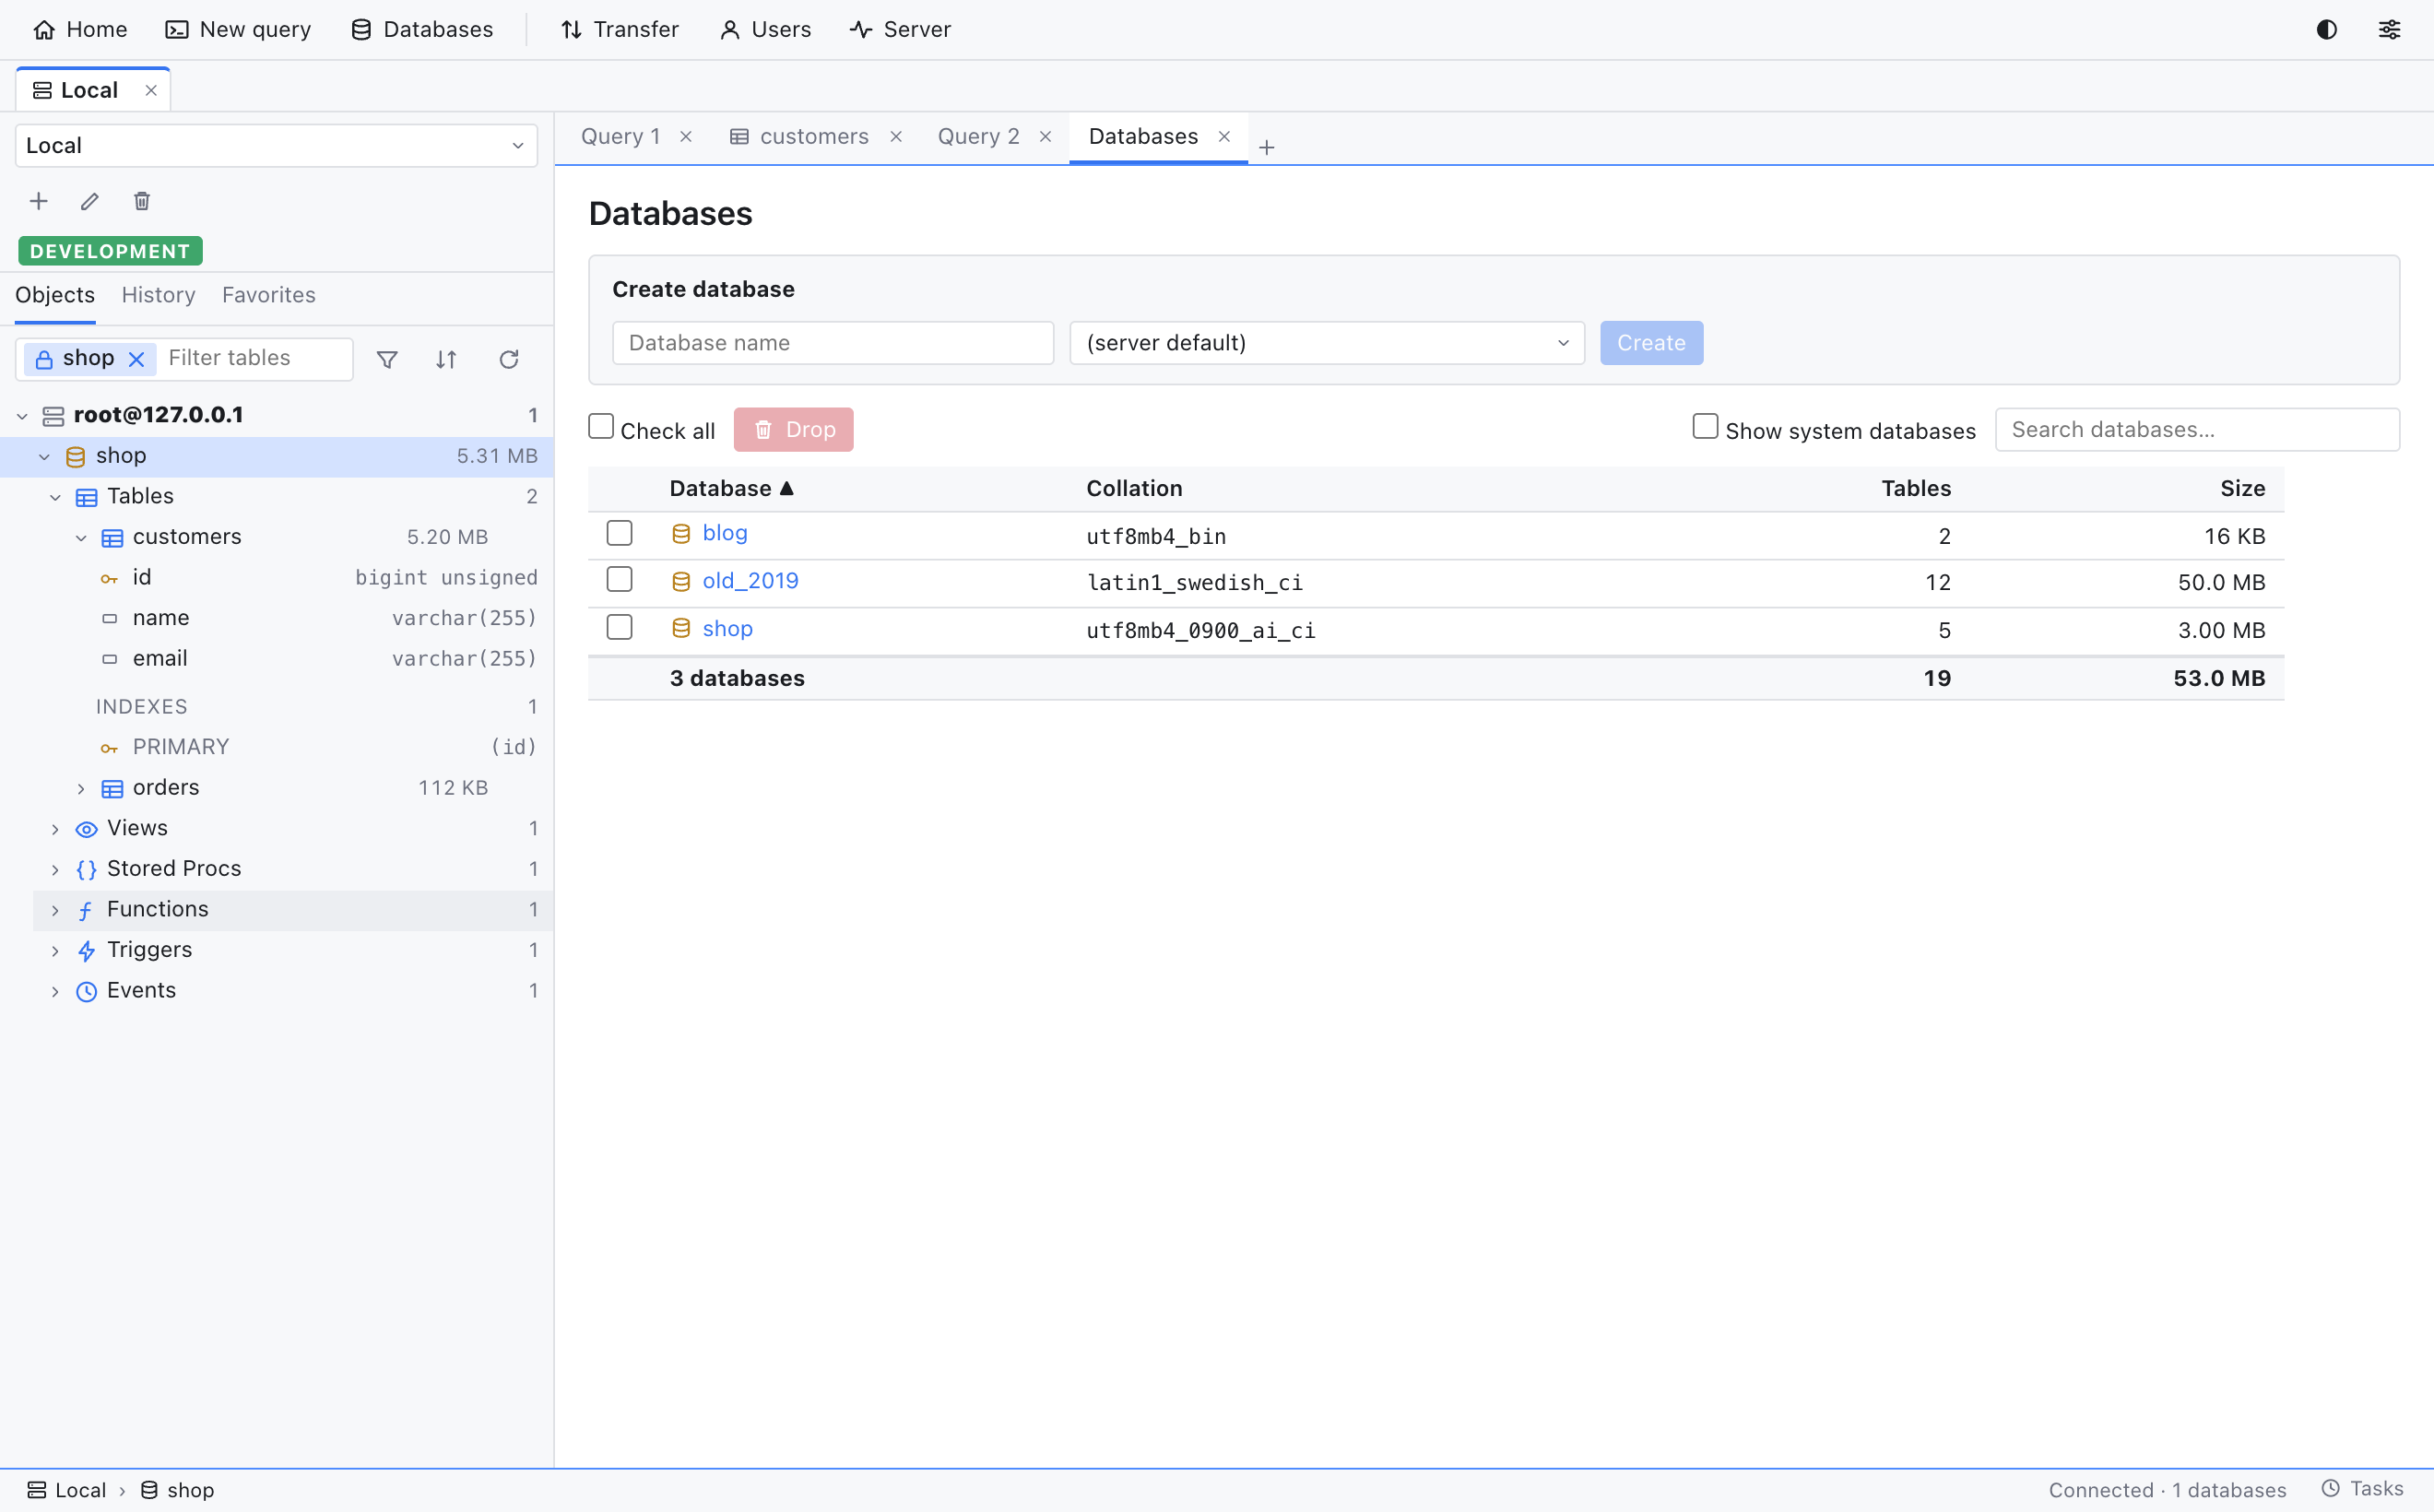 Home New query Databases Transfer Users Server
Local
Local
DEVELOPMENT
Objects History Favorites
shop Filter tables
root@127.0.0.1 1
shop 5.31 MB
Tables 2
customers 5.20 MB
id bigint unsigned
name varchar(255)
email varchar(255)
INDEXES 1
PRIMARY (id)
orders 112 KB
Views 1
Stored Procs 1
Functions 1
Triggers 1
Events 1
Query 1 customers Query 2 Databases
Databases
Create database
Database name (server default) Create
Check all Drop Show system databases Search databases...
Database ▲ Collation Tables Size
blog utf8mb4_bin 2 16 KB
old_2019 latin1_swedish_ci 12 50.0 MB
shop utf8mb4_0900_ai_ci 5 3.00 MB
3 databases 19 53.0 MB
Local › shop Connected · 1 databases Tasks